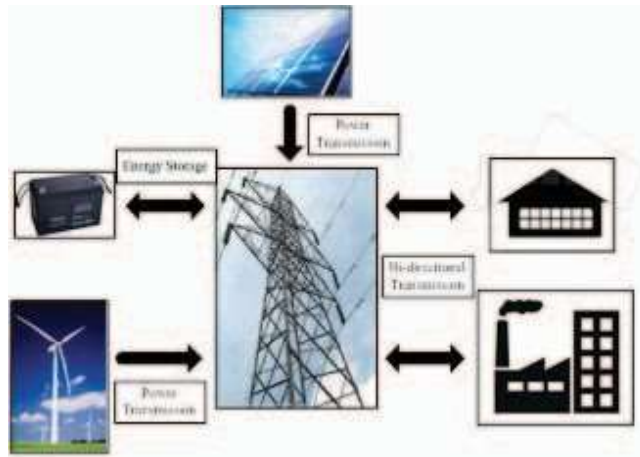 Power
Transmission
Energy Storage
Bi-directional
Transmission
Power
Transmission